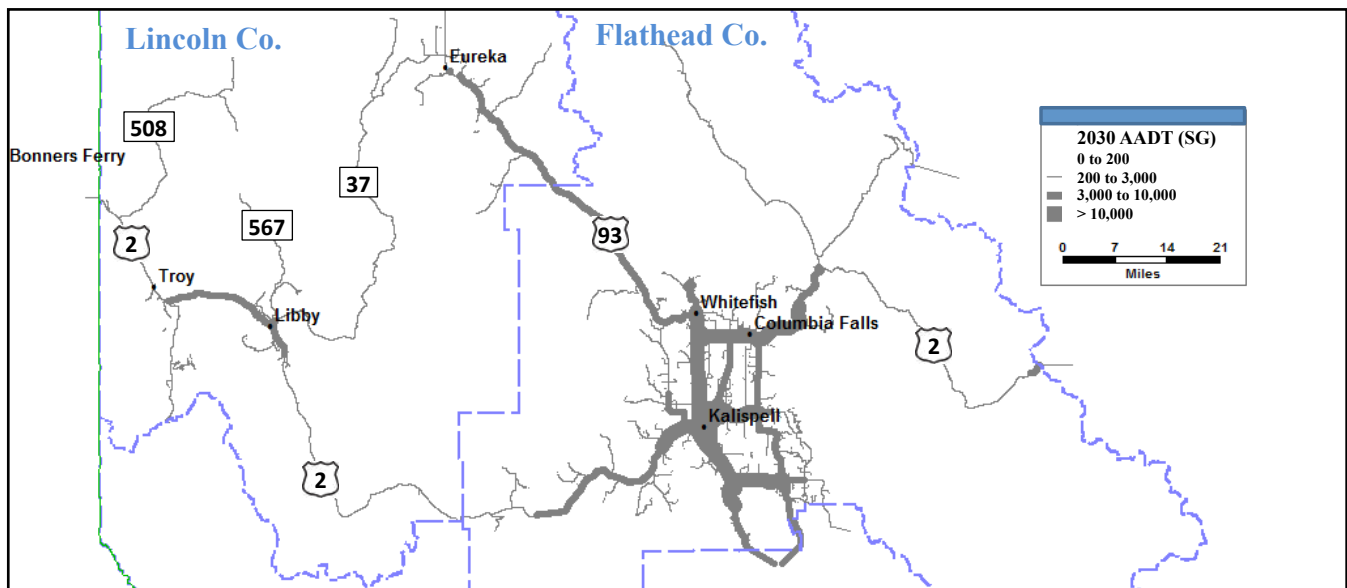 Lincoln Co.
Flathead Co.
Eureka
508
Bonners Ferry
37
567
2
93
Troy
Libby
Whitefish
Columbia Falls
2
Kalispell
2
2030 AADT (SG)
0 to 200
200 to 3,000
3,000 to 10,000
> 10,000
0 7 14 21
Miles